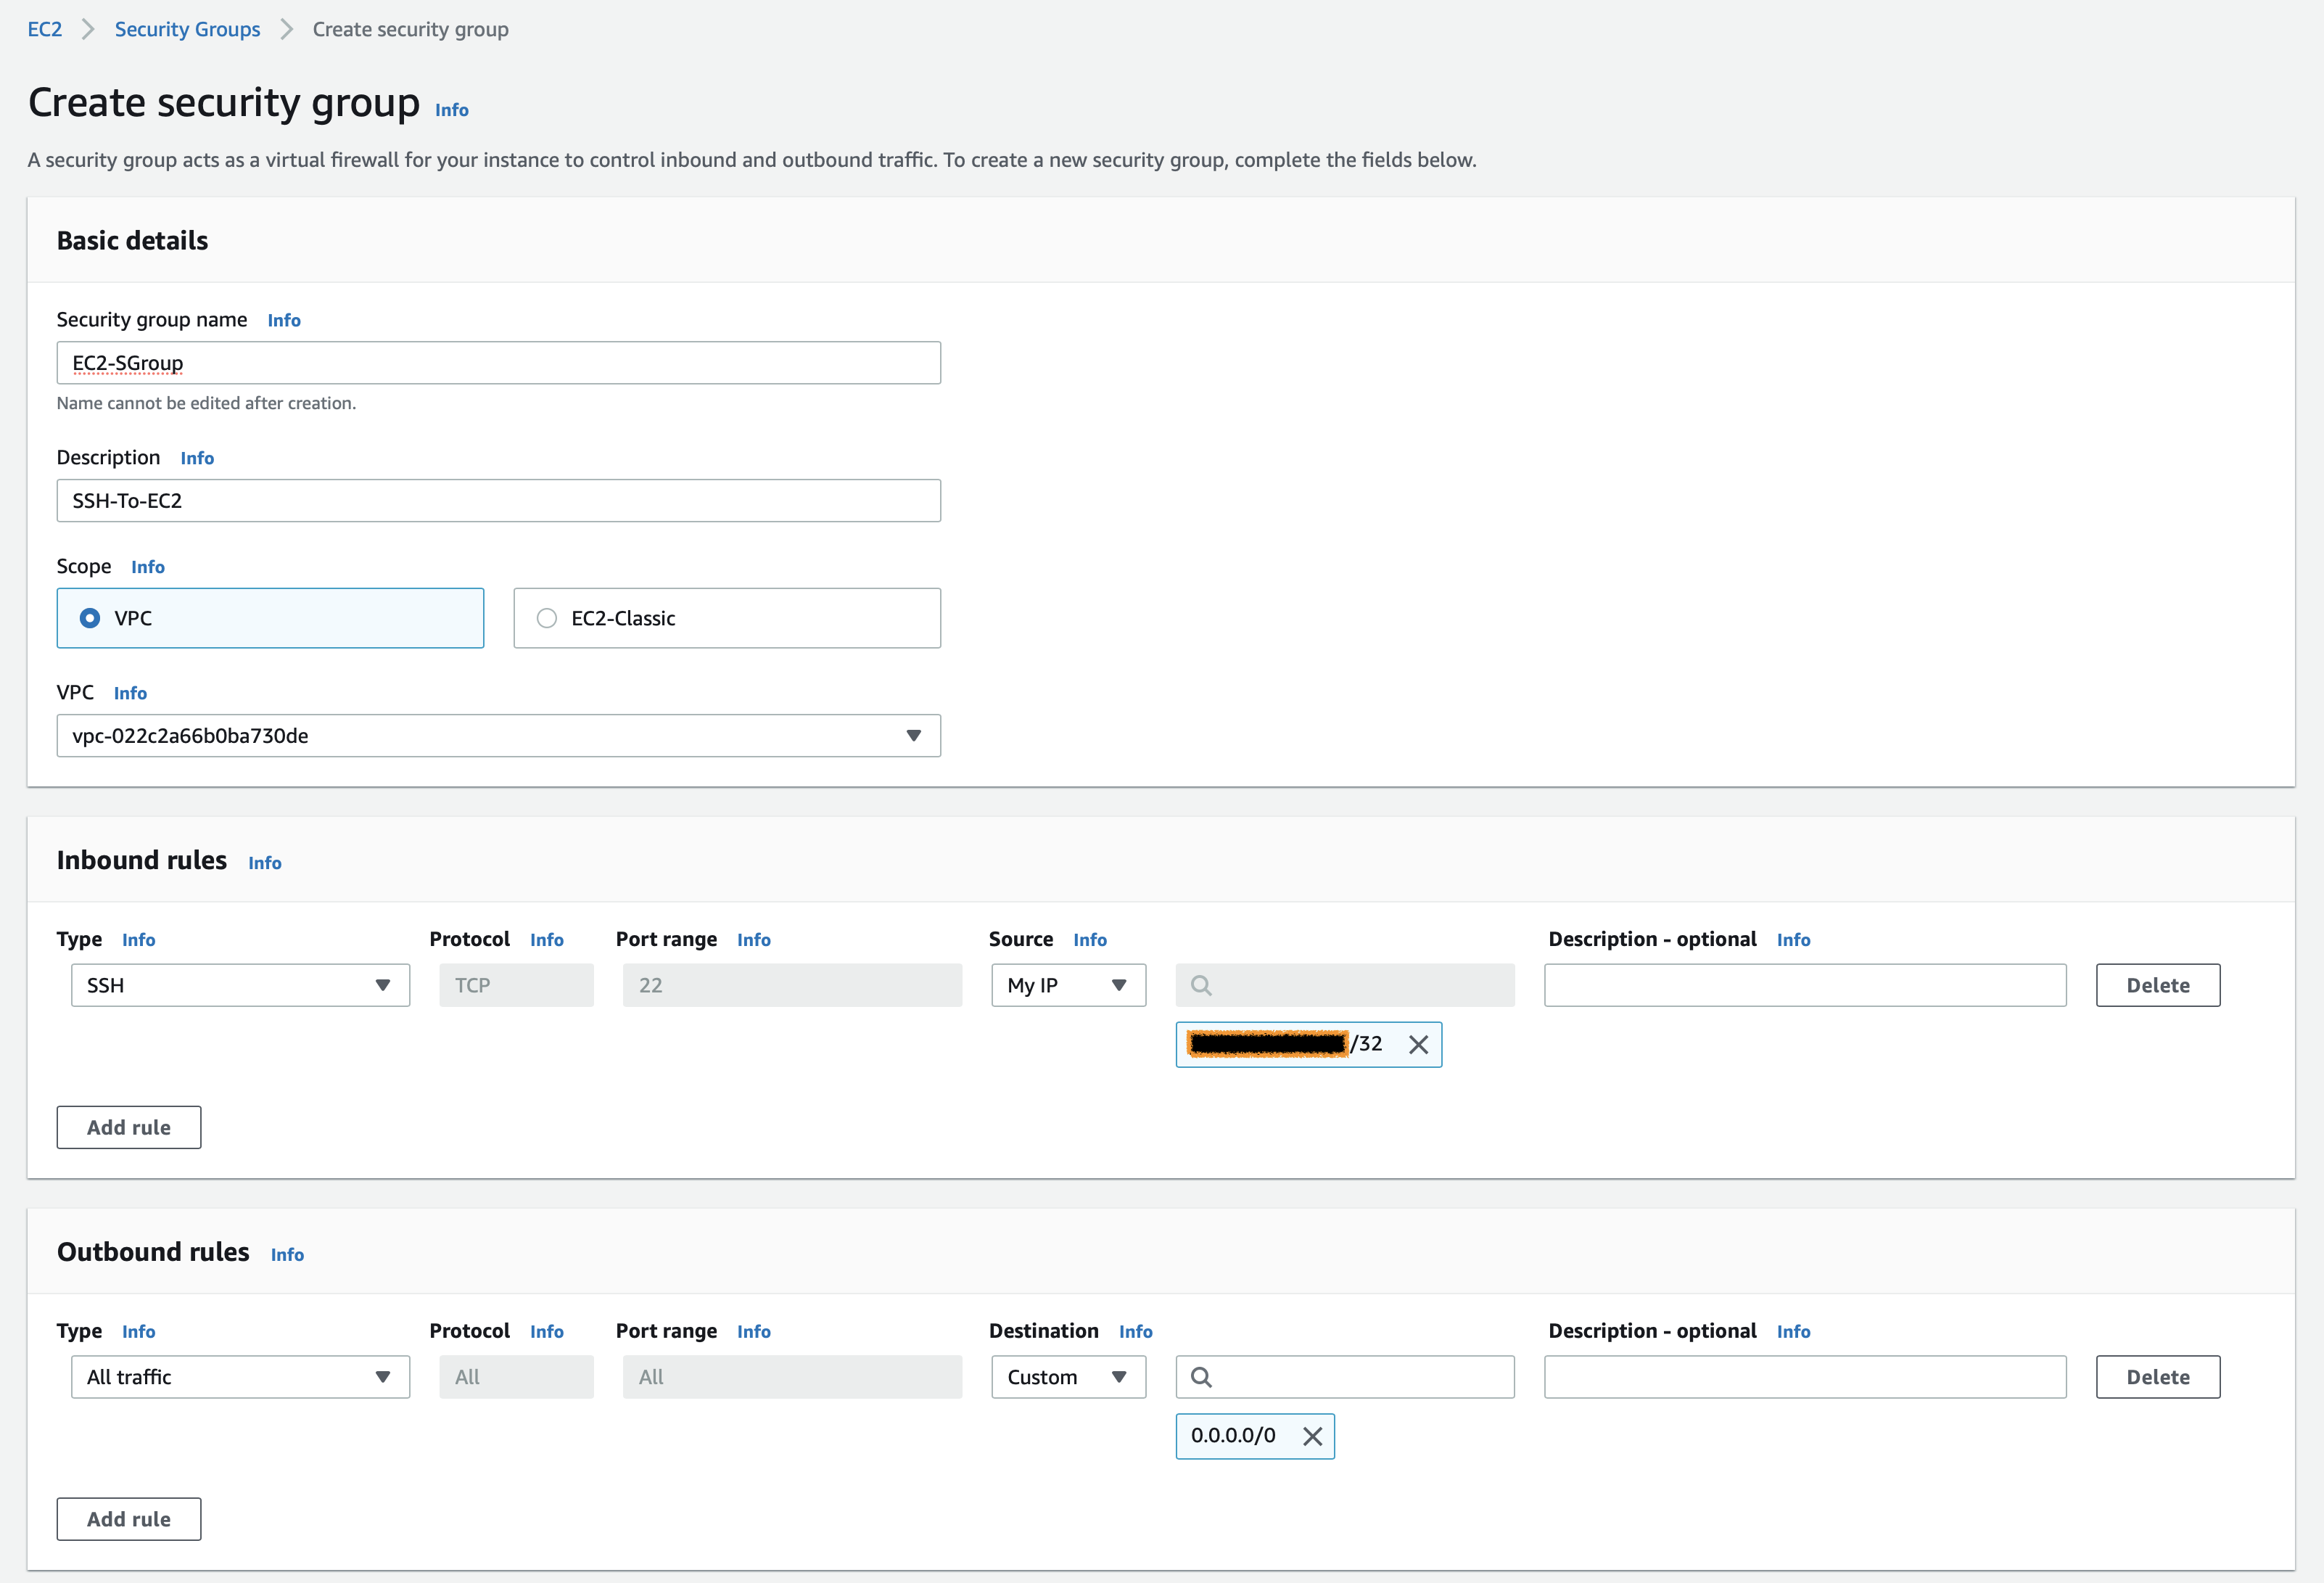 EC2 > Security Groups > Create security group
Create security group Info
A security group acts as a virtual firewall for your instance to control inbound and outbound traffic. To create a new security group, complete the fields below.
Basic details
Security group name Info
EC2-SGroup
Name cannot be edited after creation.
Description Info
SSH-To-EC2
Scope Info
VPC EC2-Classic
VPC Info
vpc-022c2a66b0ba730de
Inbound rules Info
Type Info Protocol Info Port range Info Source Info Description - optional Info
SSH TCP 22 My IP Delete
/32
Add rule
Outbound rules Info
Type Info Protocol Info Port range Info Destination Info Description - optional Info
All traffic All All Custom Delete
0.0.0.0/0
Add rule